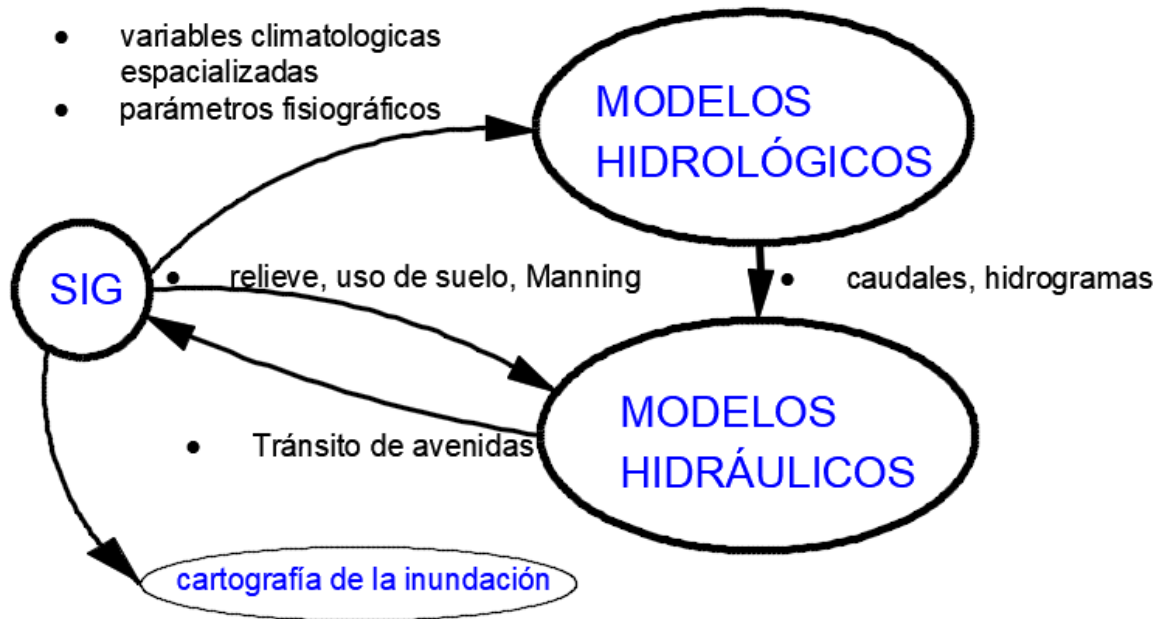 • variables climatologicas
espacializadas
• parámetros fisiográficos
MODELOS
HIDROLÓGICOS
SIG
• relieve, uso de suelo, Manning
• caudales, hidrogramas
MODELOS
HIDRÁULICOS
• Tránsito de avenidas
cartografía de la inundación